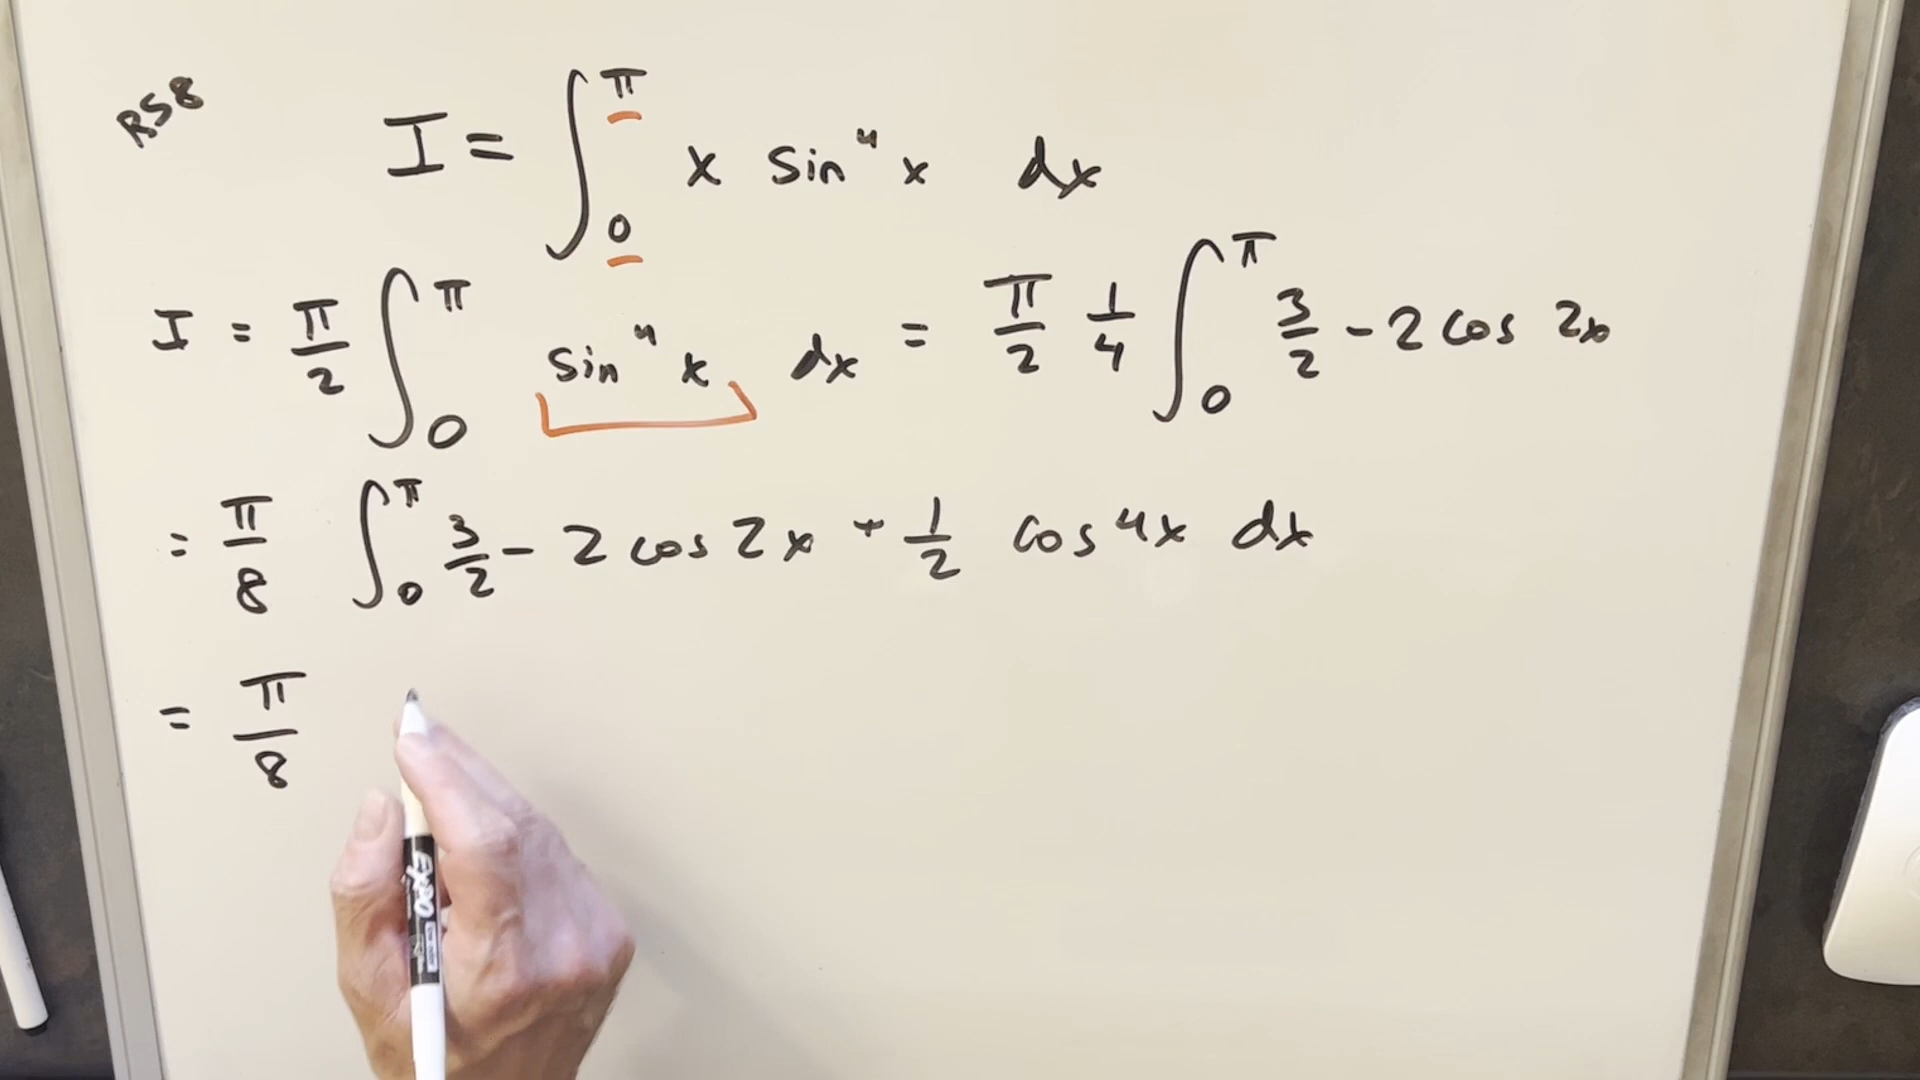 R58
I = ∫₀^π x sin⁴ x dx
I = π/2 ∫₀^π sin⁴ x dx = π/2 1/4 ∫₀^π 3/2 - 2 cos 2x
= π/8 ∫₀^π 3/2 - 2 cos 2x + 1/2 cos 4x dx
= π/8
EXPO